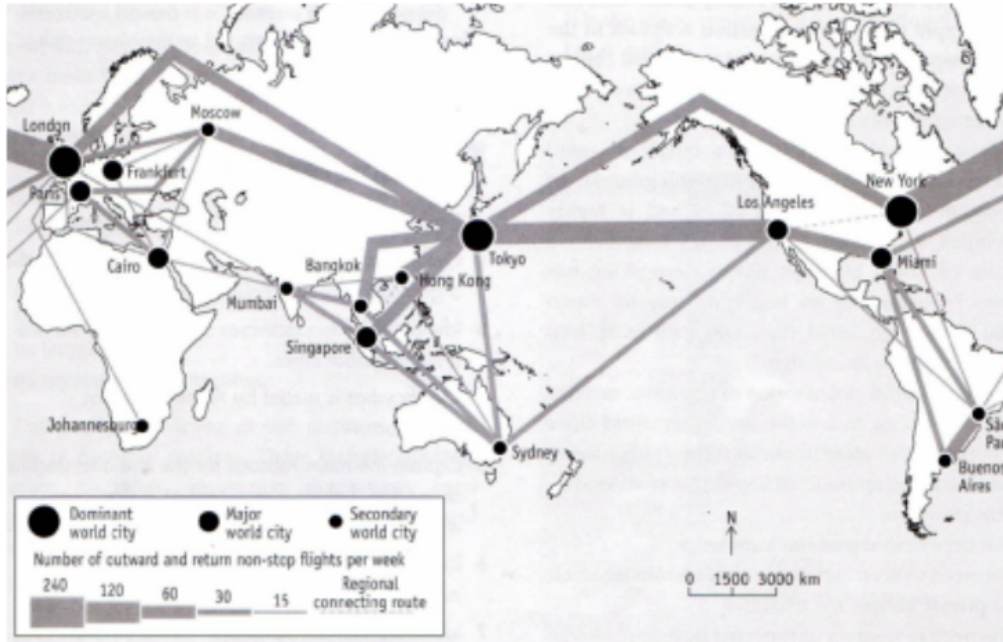 London
Moscow
Frankfurt
Paris
Cairo
Johannesburg
Mumbai
Bangkok
Singapore
Hong Kong
Tokyo
Sydney
Los Angeles
New York
Miami
São
Pa
Buenos
Aires
Dominant
world city
Major
world city
Secondary
world city
Number of outward and return non-stop flights per week
240 120 60 30 15
Regional
connecting route
N
0 1500 3000 km